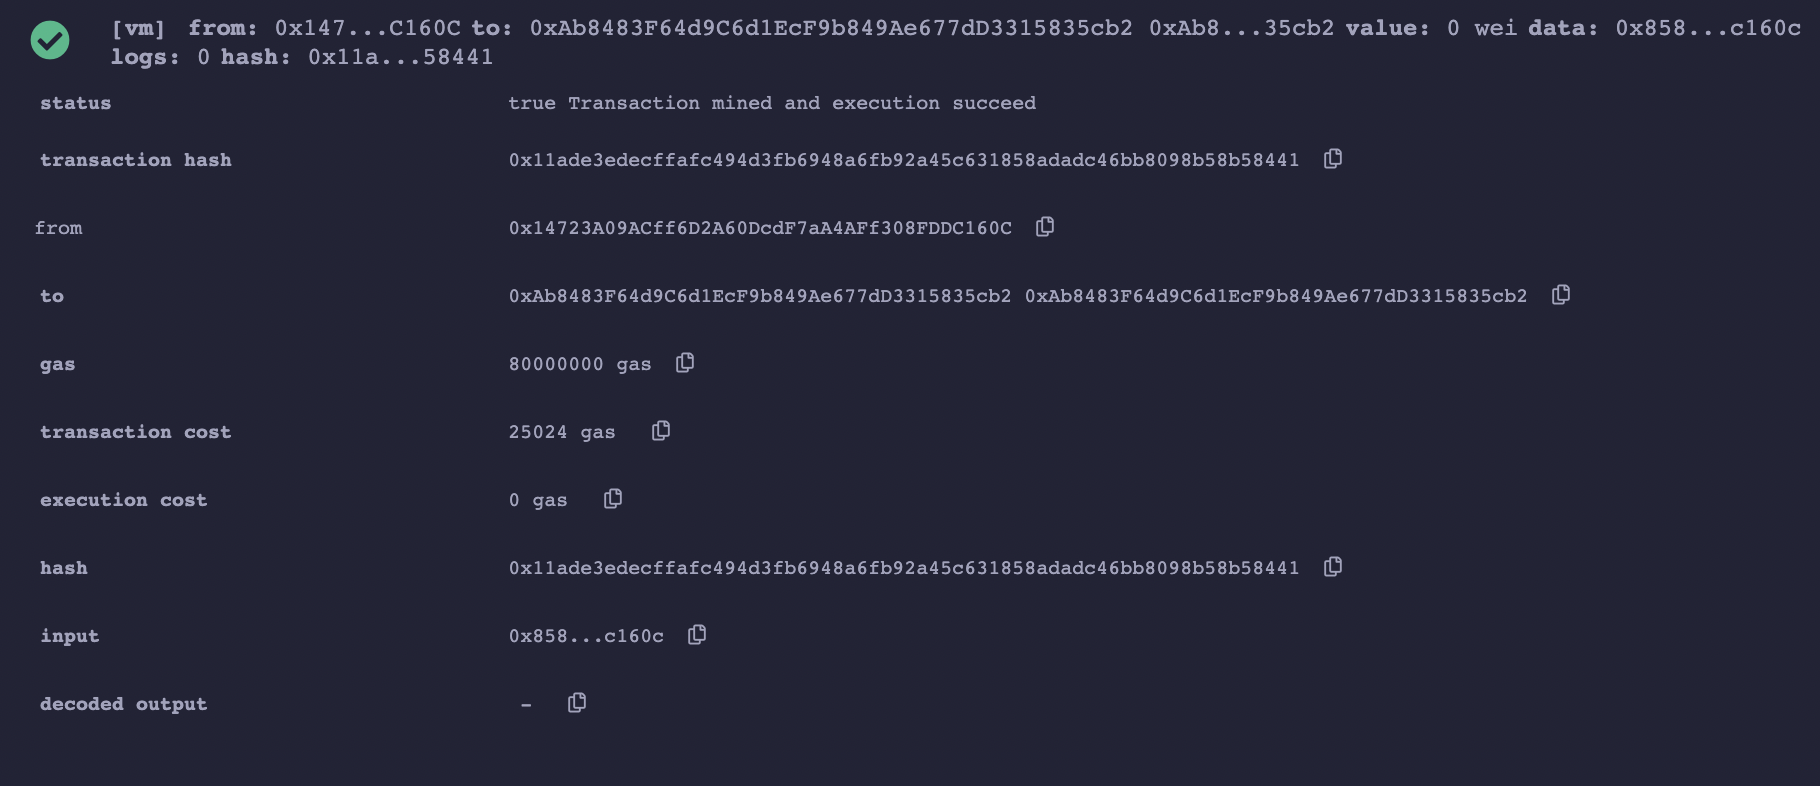 [vm] from: 0x147...C160C to: 0xAb8483F64d9C6d1EcF9b849Ae677dD3315835cb2 0xAb8...35cb2 value: 0 wei data: 0x858...c160c
logs: 0 hash: 0x11a...58441
status true Transaction mined and execution succeed
transaction hash 0x11ade3edecffafc494d3fb6948a6fb92a45c631858adadc46bb8098b58b58441
from 0x14723A09ACff6D2A60DcdF7aA4AFf308FDDC160C
to 0xAb8483F64d9C6d1EcF9b849Ae677dD3315835cb2 0xAb8483F64d9C6d1EcF9b849Ae677dD3315835cb2
gas 80000000 gas
transaction cost 25024 gas
execution cost 0 gas
hash 0x11ade3edecffafc494d3fb6948a6fb92a45c631858adadc46bb8098b58b58441
input 0x858...c160c
decoded output -